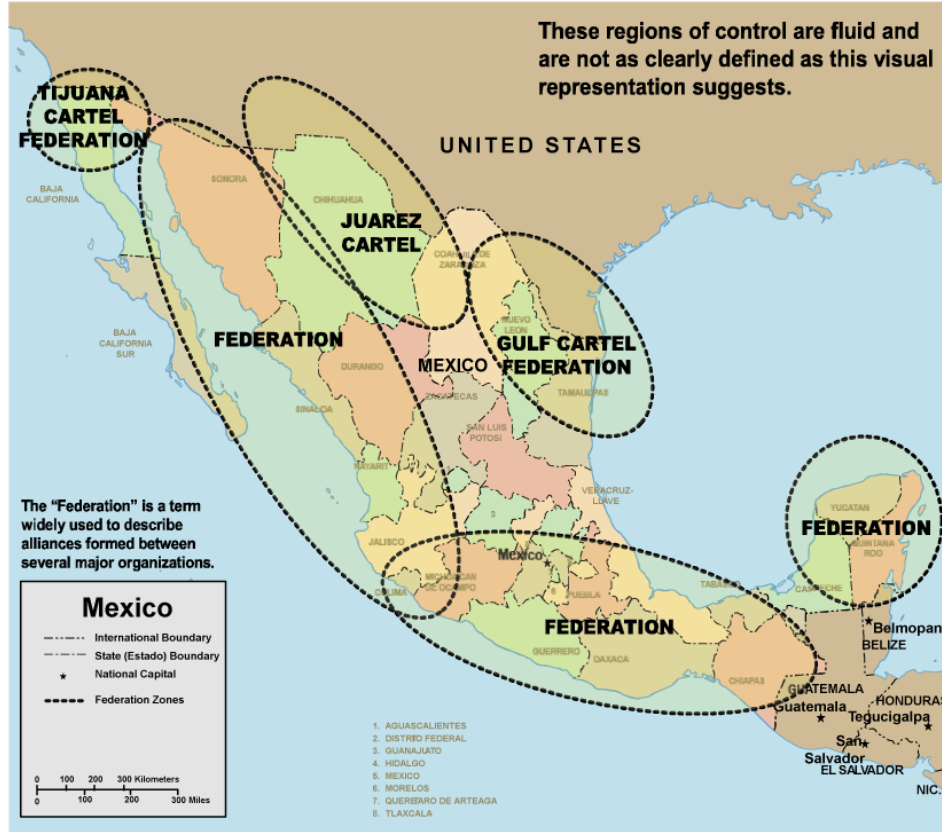 These regions of control are fluid and
are not as clearly defined as this visual
representation suggests.
TIJUANA
CARTEL
FEDERATION
UNITED STATES
BAJA
CALIFORNIA
SONORA
CHIHUAHUA
JUAREZ
CARTEL
COAHUILA DE
ZARAGOZA
BAJA
CALIFORNIA
SUR
FEDERATION
NUEVO
LEON
GULF CARTEL
FEDERATION
MEXICO
DURANGO
TAMAULIPAS
SINALOA
ZACATECAS
SAN LUIS
POTOSI
NAYARIT
VERACRUZ-
LLAVE
The "Federation" is a term
widely used to describe
alliances formed between
several major organizations.
3
JALISCO
Mexico
COLIMA
MICHOACAN
DE OCAMPO
8
PUEBLA
TABASCO
YUCATAN
FEDERATION
QUINTANA
ROO
CAMPECHE
FEDERATION
GUERRERO
OAXACA
CHIAPAS
Belmopan
BELIZE
GUATEMALA
Guatemala
HONDURAS
Tegucigalpa
San
Salvador
EL SALVADOR
NIC.
Mexico
International Boundary
State (Estado) Boundary
National Capital
Federation Zones
0 100 200 300 Kilometers
0 100 200 300 Miles
1. AGUASCALIENTES
2. DISTRITO FEDERAL
3. GUANAJUATO
4. HIDALGO
5. MEXICO
6. MORELOS
7. QUERETARO DE ARTEAGA
8. TLAXCALA